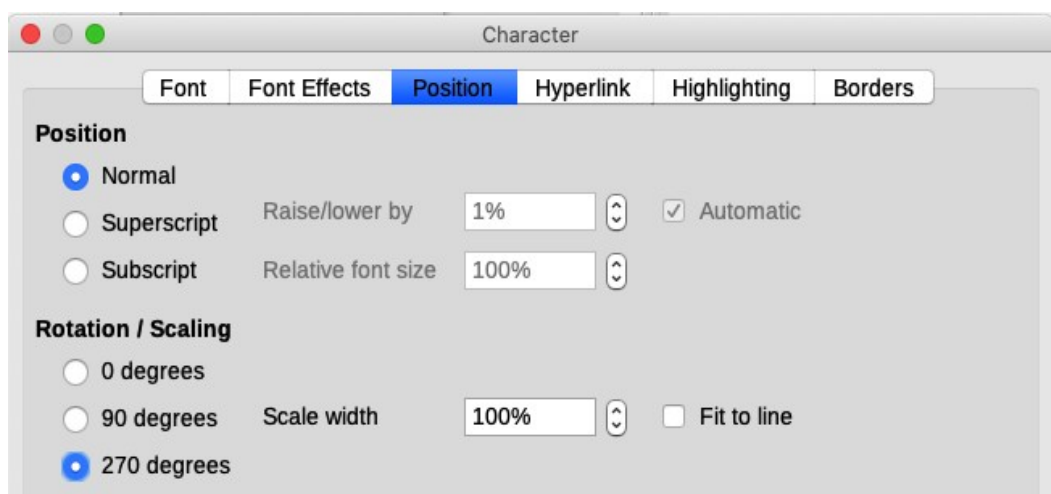 Character
Font Font Effects Position Hyperlink Highlighting Borders
Position
Normal
Superscript Raise/lower by 1% Automatic
Subscript Relative font size 100%
Rotation / Scaling
0 degrees
90 degrees Scale width 100% Fit to line
270 degrees